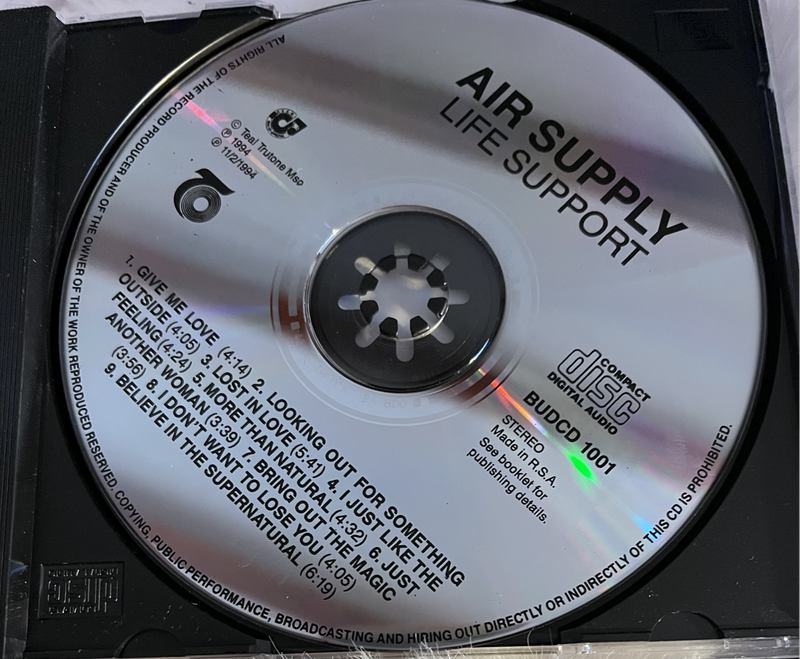 AIR SUPPLY
LIFE SUPPORT
© Teal Trutone Msp
℗ 1994
℗ 11/2/1994
1. GIVE ME LOVE (4:14) 2. LOOKING OUT FOR SOMETHING
OUTSIDE (4:05) 3. LOST IN LOVE (5:41) 4. I JUST LIKE THE
FEELING (4:24) 5. MORE THAN NATURAL (4:32) 6. JUST
ANOTHER WOMAN (3:39) 7. BRING OUT THE MAGIC
(3:56) 8. I DON'T WANT TO LOSE YOU (4:05)
9. BELIEVE IN THE SUPERNATURAL (6:19)
COMPACT
disc
DIGITAL AUDIO
BUDCD 1001
STEREO
Made in R.S.A.
See booklet for
publishing details.
ALL RIGHTS OF THE RECORD PRODUCER AND OF THE OWNER OF THE WORK REPRODUCED RESERVED. COPYING, PUBLIC PERFORMANCE, BROADCASTING AND HIRING OUT DIRECTLY OR INDIRECTLY OF THIS CD IS PROHIBITED.
disc